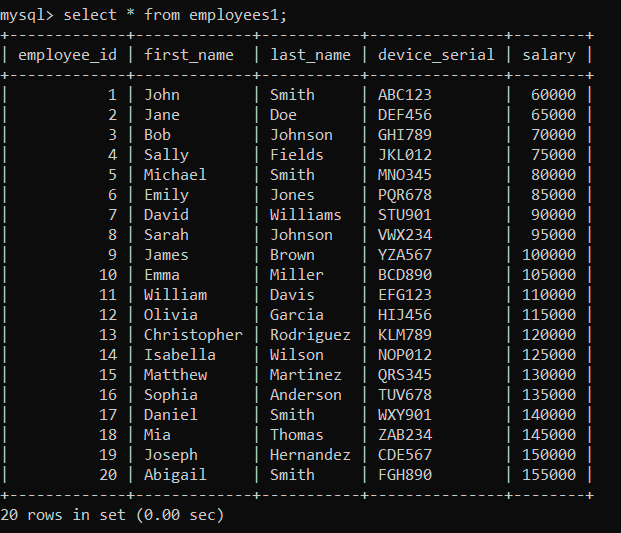 mysql> select * from employees1;
+-------------+-------------+-----------+---------------+--------+
| employee_id | first_name  | last_name | device_serial | salary |
+-------------+-------------+-----------+---------------+--------+
|           1 | John        | Smith     | ABC123        |  60000 |
|           2 | Jane        | Doe       | DEF456        |  65000 |
|           3 | Bob         | Johnson   | GHI789        |  70000 |
|           4 | Sally       | Fields    | JKL012        |  75000 |
|           5 | Michael     | Smith     | MNO345        |  80000 |
|           6 | Emily       | Jones     | PQR678        |  85000 |
|           7 | David       | Williams  | STU901        |  90000 |
|           8 | Sarah       | Johnson   | VWX234        |  95000 |
|           9 | James       | Brown     | YZA567        | 100000 |
|          10 | Emma        | Miller    | BCD890        | 105000 |
|          11 | William     | Davis     | EFG123        | 110000 |
|          12 | Olivia      | Garcia    | HIJ456        | 115000 |
|          13 | Christopher | Rodriguez | KLM789        | 120000 |
|          14 | Isabella    | Wilson    | NOP012        | 125000 |
|          15 | Matthew     | Martinez  | QRS345        | 130000 |
|          16 | Sophia      | Anderson  | TUV678        | 135000 |
|          17 | Daniel      | Smith     | WXY901        | 140000 |
|          18 | Mia         | Thomas    | ZAB234        | 145000 |
|          19 | Joseph      | Hernandez | CDE567        | 150000 |
|          20 | Abigail     | Smith     | FGH890        | 155000 |
+-------------+-------------+-----------+---------------+--------+
20 rows in set (0.00 sec)